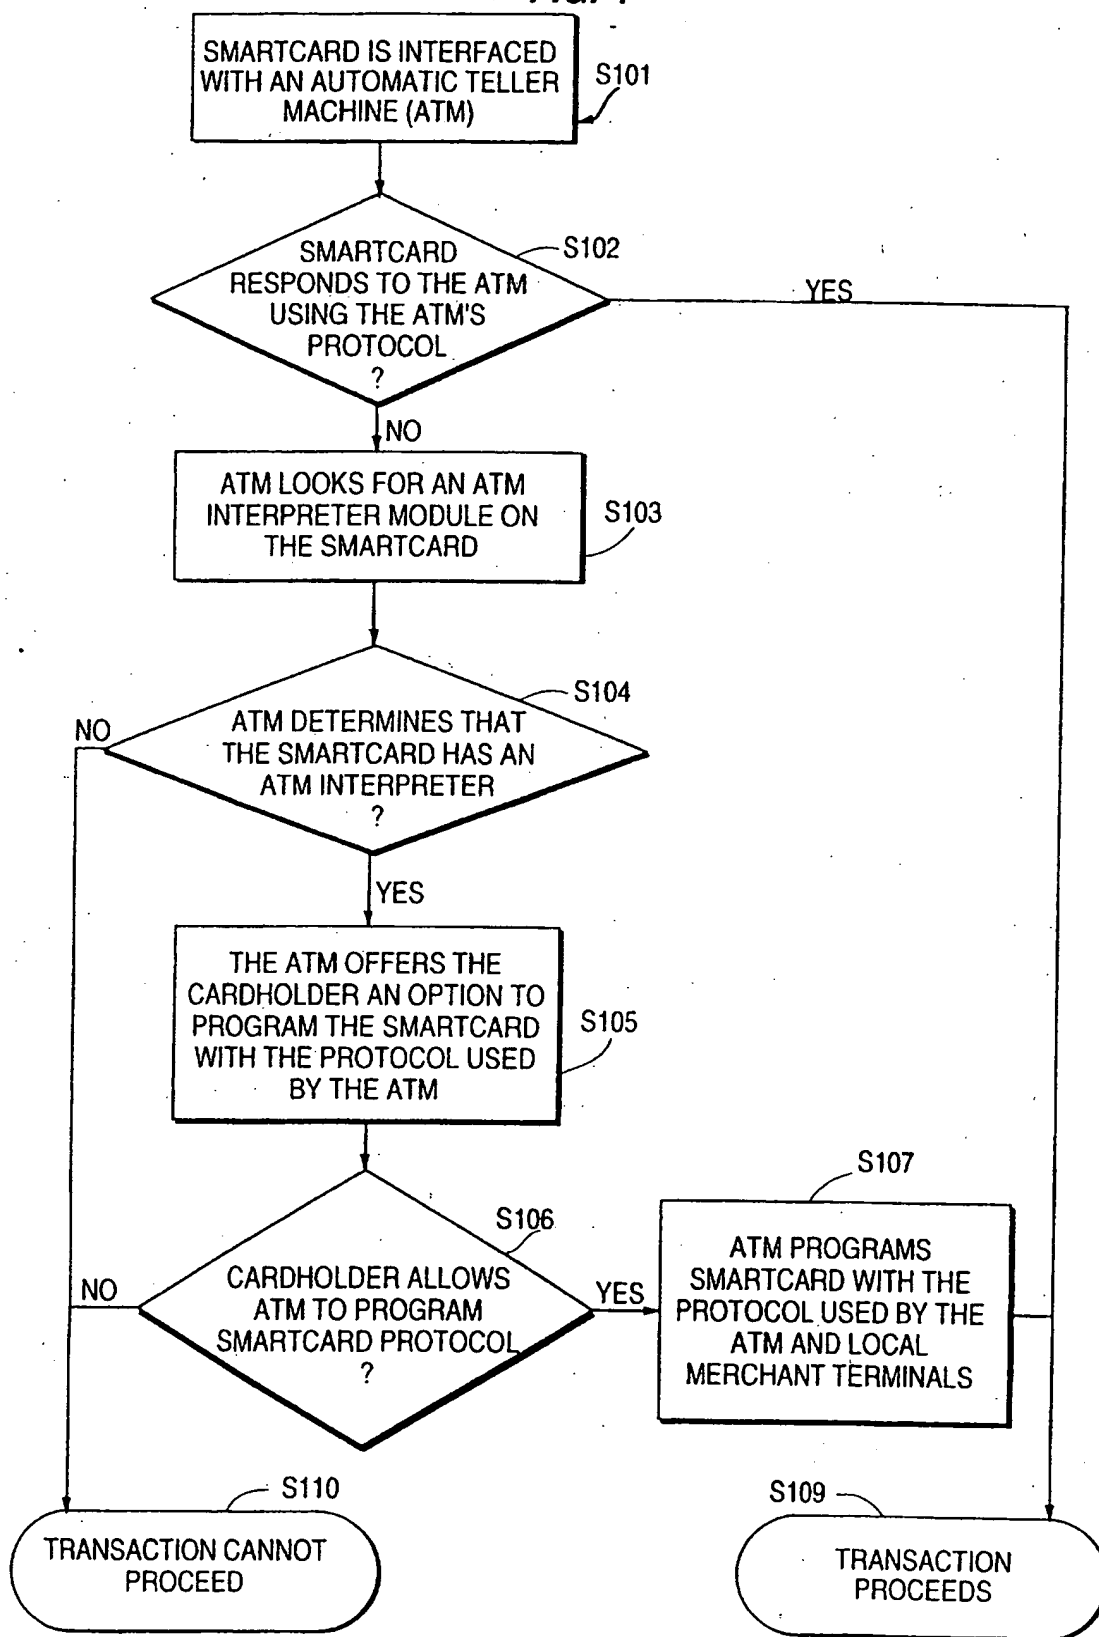 SMARTCARD IS INTERFACED
WITH AN AUTOMATIC TELLER
MACHINE (ATM)
S101
SMARTCARD
RESPONDS TO THE ATM
USING THE ATM'S
PROTOCOL
?
S102
YES
NO
ATM LOOKS FOR AN ATM
INTERPRETER MODULE ON
THE SMARTCARD
S103
S104
NO
ATM DETERMINES THAT
THE SMARTCARD HAS AN
ATM INTERPRETER
?
YES
THE ATM OFFERS THE
CARDHOLDER AN OPTION TO
PROGRAM THE SMARTCARD
WITH THE PROTOCOL USED
BY THE ATM
S105
S106
NO
CARDHOLDER ALLOWS
ATM TO PROGRAM
SMARTCARD PROTOCOL
?
YES
S107
ATM PROGRAMS
SMARTCARD WITH THE
PROTOCOL USED BY THE
ATM AND LOCAL
MERCHANT TERMINALS
S110
TRANSACTION CANNOT
PROCEED
S109
TRANSACTION
PROCEEDS